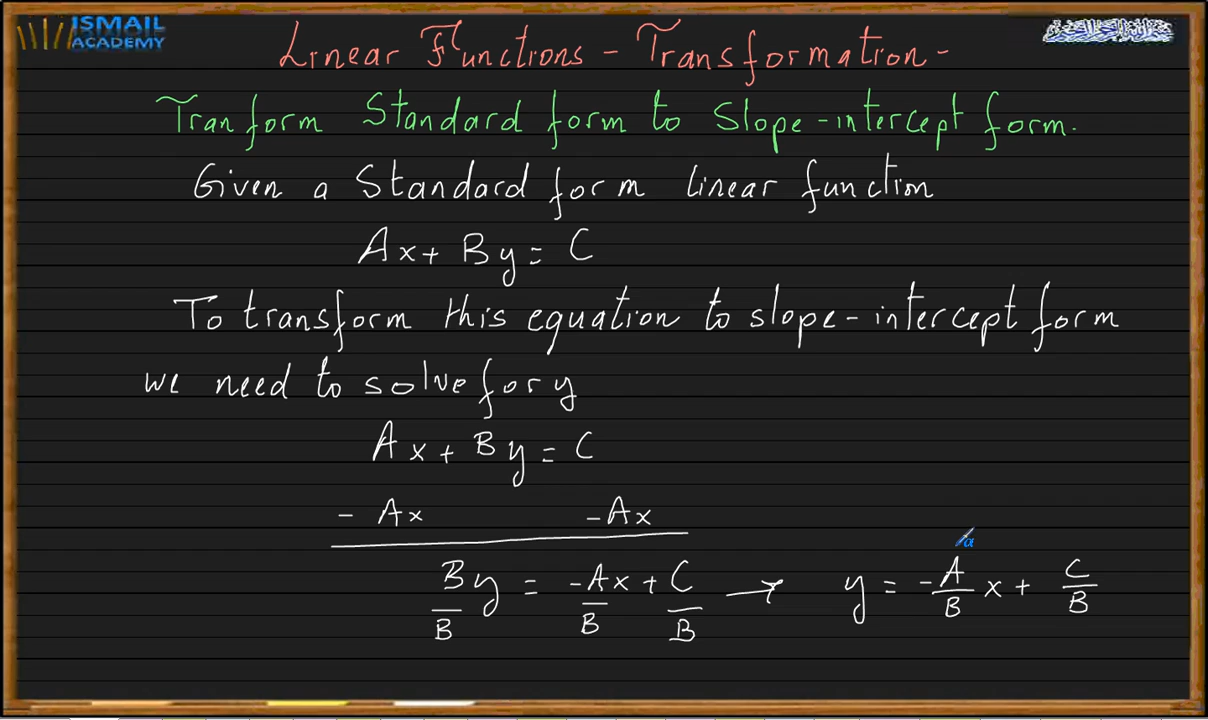 ISMAIL
ACADEMY
Linear Functions - Transformation -
Tranform Standard form to Slope-intercept form.
Given a Standard form linear function
Ax + By = C
To transform this equation to slope-intercept form
we need to solve for y
Ax + By = C
- Ax -Ax
By/B = -Ax/B + C/B → y = -A/B x + C/B